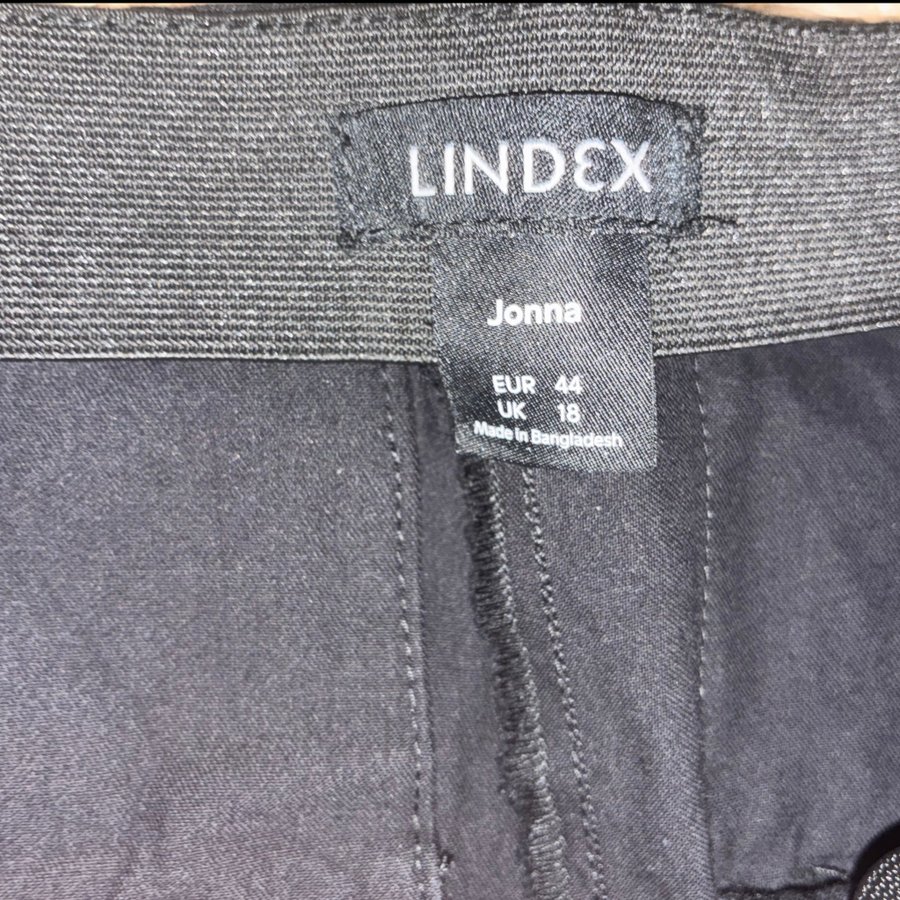 LINDEX
Jonna
EUR 44
UK 18
Made in Bangladesh